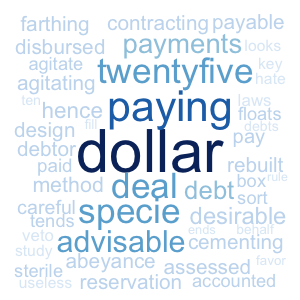 farthing contracting payable
disbursed payments looks
agitate twentyfive key
agitating hate
ten paying laws
hence floats
design fill debts
debtor dollar pay
paid rebuilt
method deal debt box rule
careful specie sort
tends desirable
veto advisable ends behalf
study cementing
sterile abeyance assessed favor
useless reservation accounted